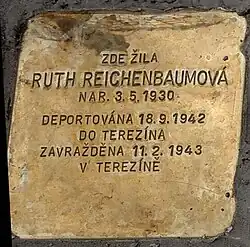 ZDE ŽILA
RUTH REICHENBAUMOVÁ
NAR. 3. 5. 1930
DEPORTOVÁNA 18. 9. 1942
DO TEREZÍNA
ZAVRAŽDĚNA 11. 2. 1943
V TEREZÍNĚ